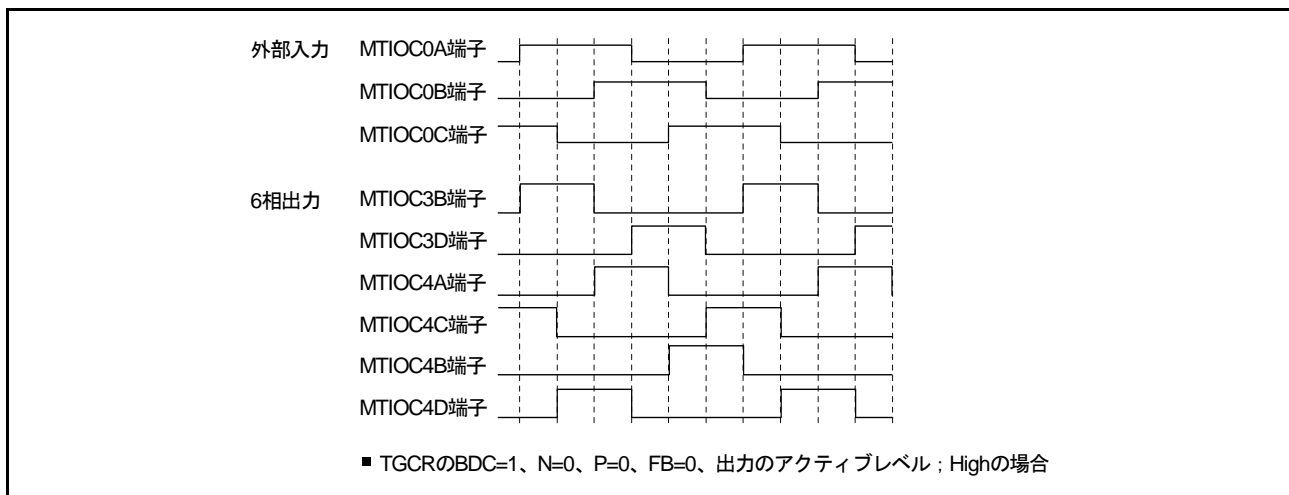 外部入力 MTIOC0A端子
MTIOC0B端子
MTIOC0C端子
6相出力 MTIOC3B端子
MTIOC3D端子
MTIOC4A端子
MTIOC4C端子
MTIOC4B端子
MTIOC4D端子
■ TGCRのBDC=1、N=0、P=0、FB=0、出力のアクティブレベル；Highの場合